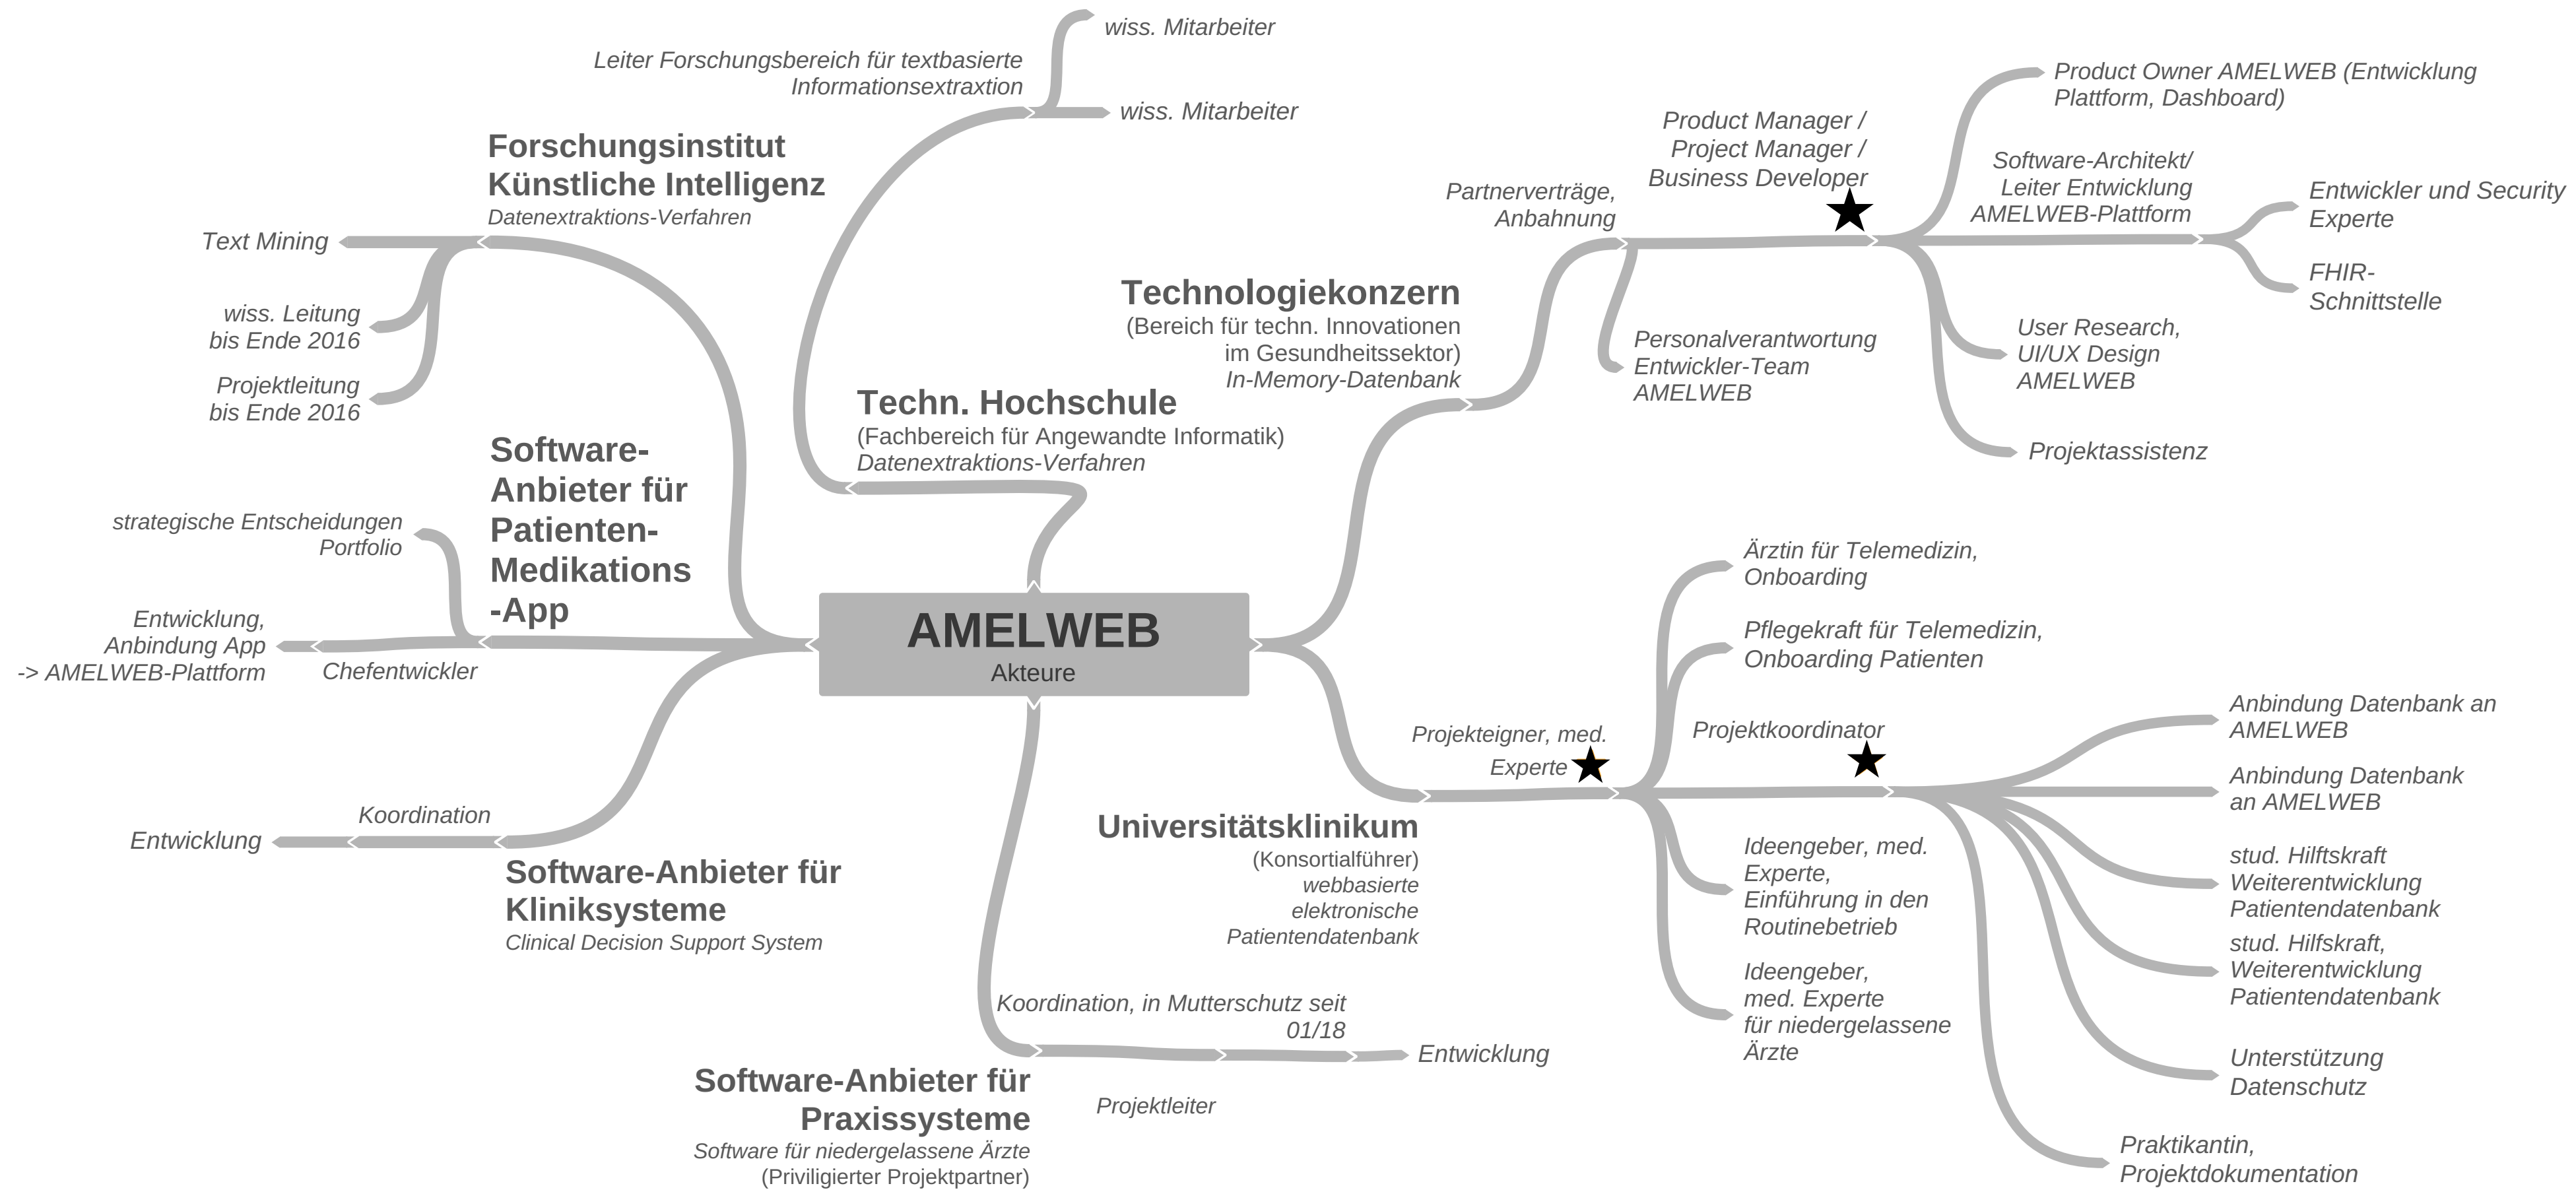 wiss. Mitarbeiter
Leiter Forschungsbereich für textbasierte
Informationsextraxtion
wiss. Mitarbeiter
Forschungsinstitut
Künstliche Intelligenz
Datenextraktions-Verfahren
Text Mining
wiss. Leitung
bis Ende 2016
Projektleitung
bis Ende 2016
Techn. Hochschule
(Fachbereich für Angewandte Informatik)
Datenextraktions-Verfahren
Software-
Anbieter für
Patienten-
Medikations
-App
strategische Entscheidungen
Portfolio
Entwicklung,
Anbindung App
-> AMELWEB-Plattform
Chefentwickler
AMELWEB
Akteure
Koordination
Entwicklung
Software-Anbieter für
Kliniksysteme
Clinical Decision Support System
Technologiekonzern
(Bereich für techn. Innovationen
im Gesundheitssektor)
In-Memory-Datenbank
Partnerverträge,
Anbahnung
Product Manager /
Project Manager /
Business Developer
Personalverantwortung
Entwickler-Team
AMELWEB
Product Owner AMELWEB (Entwicklung
Plattform, Dashboard)
Software-Architekt/
Leiter Entwicklung
AMELWEB-Plattform
Entwickler und Security
Experte
FHIR-
Schnittstelle
User Research,
UI/UX Design
AMELWEB
Projektassistenz
Universitätsklinikum
(Konsortialführer)
webbasierte
elektronische
Patientendatenbank
Projekteigner, med.
Experte
Ärztin für Telemedizin,
Onboarding
Pflegekraft für Telemedizin,
Onboarding Patienten
Projektkoordinator
Ideengeber, med.
Experte,
Einführung in den
Routinebetrieb
Ideengeber,
med. Experte
für niedergelassene
Ärzte
Anbindung Datenbank an
AMELWEB
Anbindung Datenbank
an AMELWEB
stud. Hilftskraft
Weiterentwicklung
Patientendatenbank
stud. Hilfskraft,
Weiterentwicklung
Patientendatenbank
Unterstützung
Datenschutz
Praktikantin,
Projektdokumentation
Koordination, in Mutterschutz seit
01/18
Entwicklung
Projektleiter
Software-Anbieter für
Praxissysteme
Software für niedergelassene Ärzte
(Priviligierter Projektpartner)